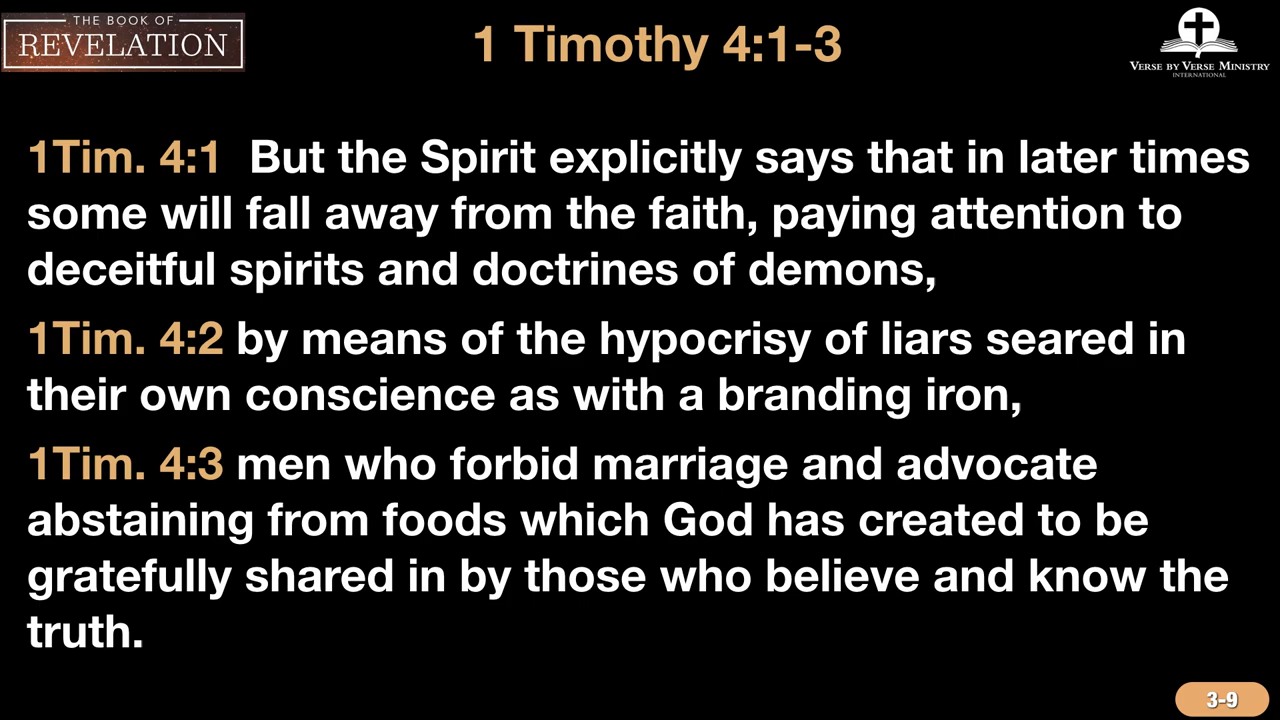 THE BOOK OF
REVELATION
1 Timothy 4:1-3
VERSE BY VERSE MINISTRY
INTERNATIONAL
1Tim. 4:1 But the Spirit explicitly says that in later times
some will fall away from the faith, paying attention to
deceitful spirits and doctrines of demons,
1Tim. 4:2 by means of the hypocrisy of liars seared in
their own conscience as with a branding iron,
1Tim. 4:3 men who forbid marriage and advocate
abstaining from foods which God has created to be
gratefully shared in by those who believe and know the
truth.
3-9